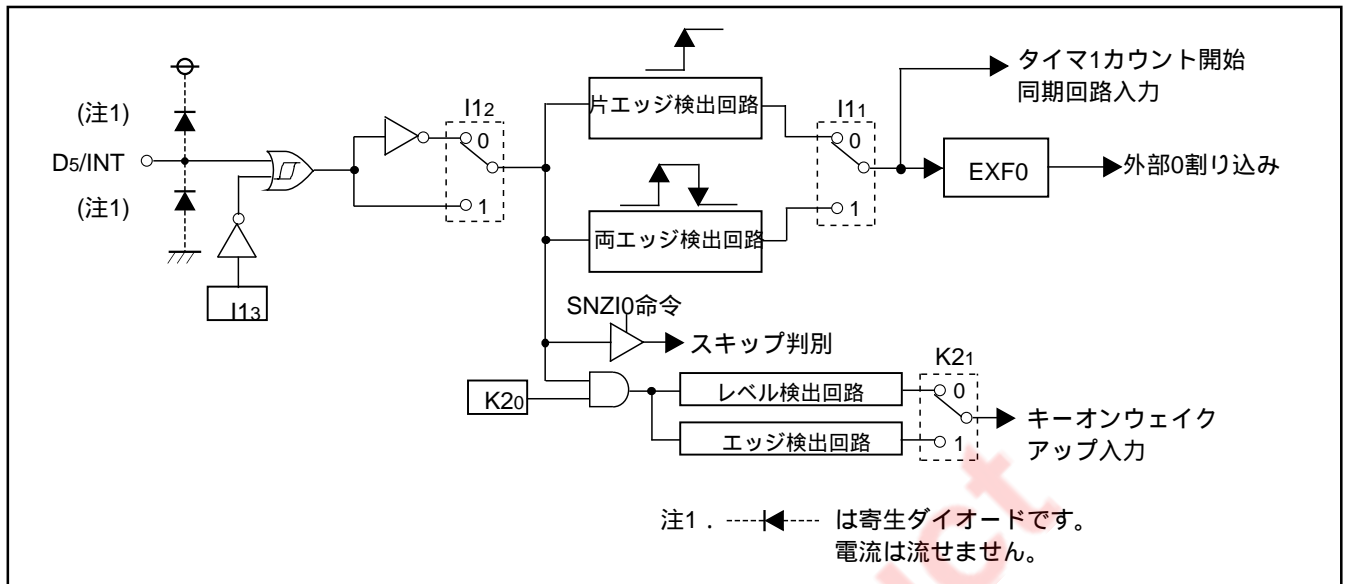 タイマ1カウント開始
同期回路入力
(注1)
片エッジ検出回路
I12
I11
0
0
D5/INT
EXF0
外部0割り込み
(注1)
1
1
両エッジ検出回路
I13
SNZI0命令
スキップ判別
K21
K20
レベル検出回路
0
キーオンウェイク
アップ入力
エッジ検出回路
1
注1. は寄生ダイオードです。
電流は流せません。